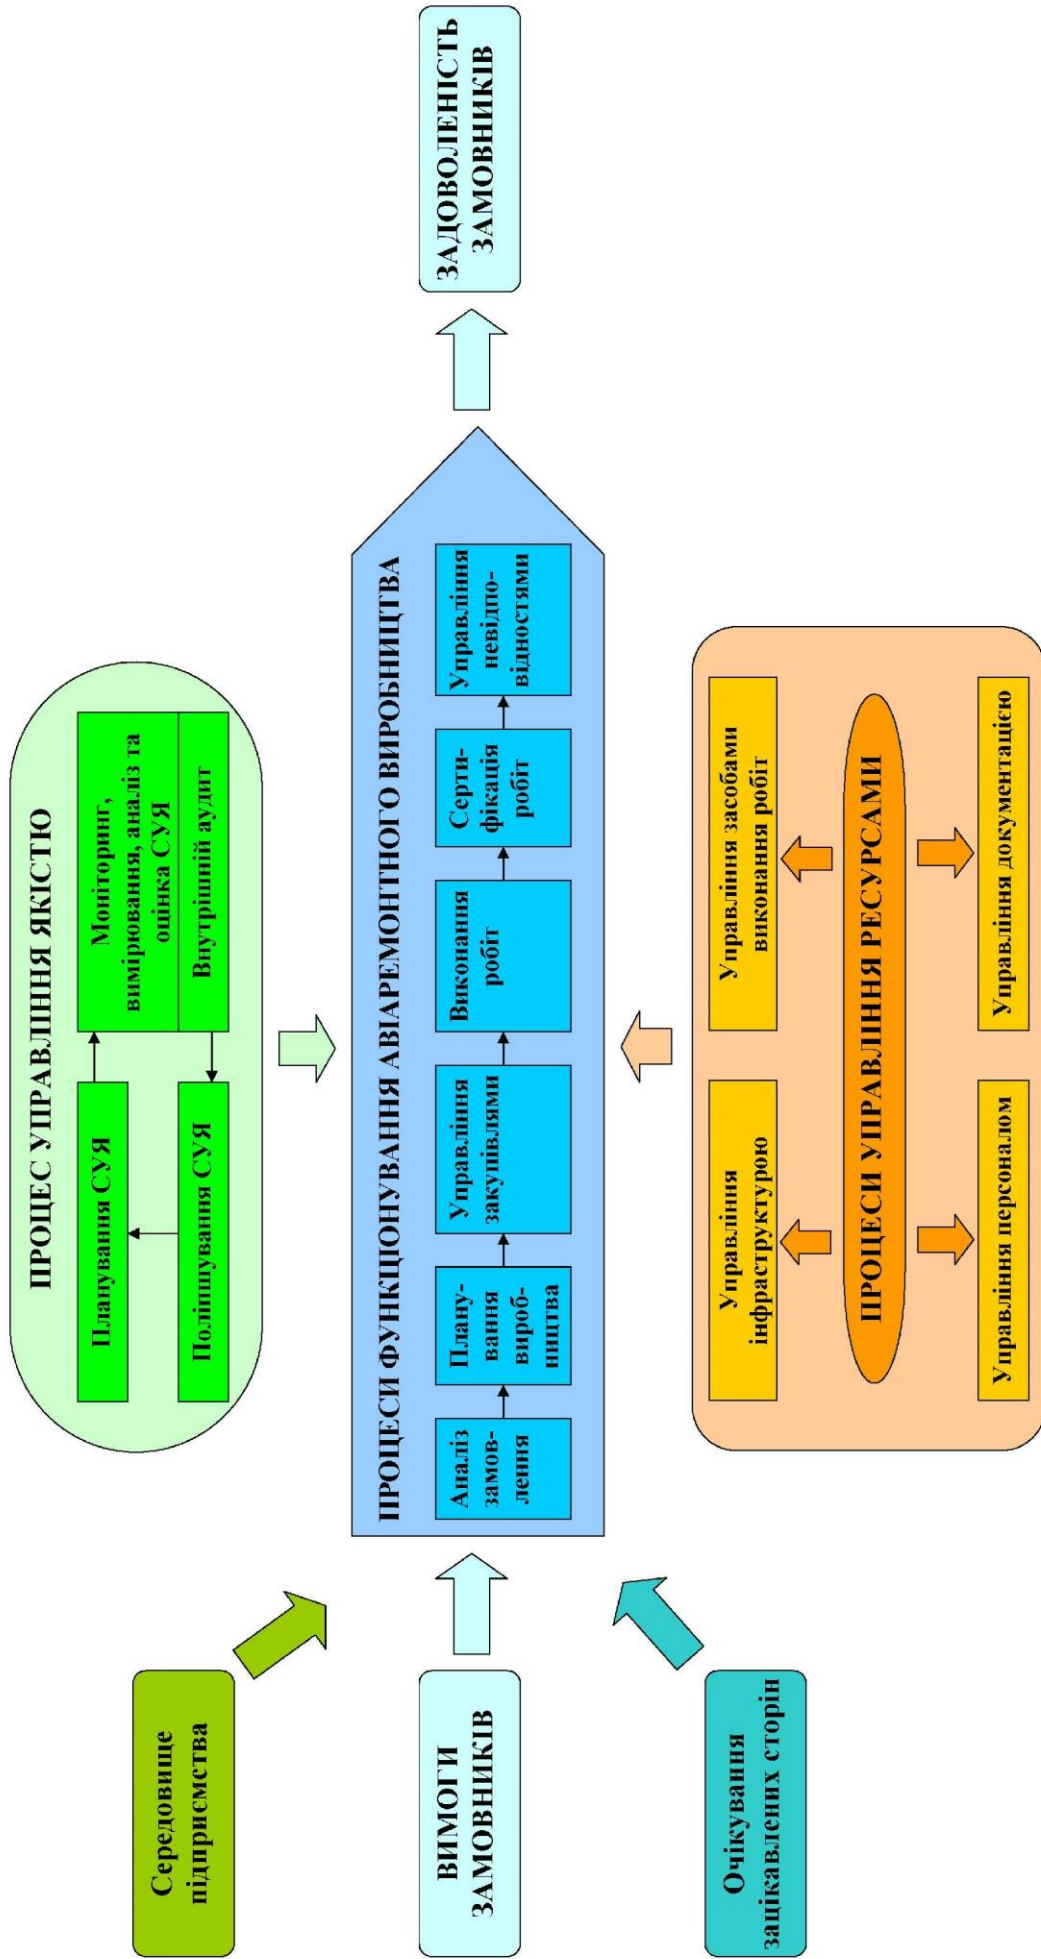 ПРОЦЕС УПРАВЛІННЯ ЯКІСТЮ
Планування СУЯ
Моніторинг,
вимірювання, аналіз та
оцінка СУЯ
Внутрішній аудит
Поліпшування СУЯ
Середовище
підприємства
ВИМОГИ
ЗАМОВНИКІВ
Очікування
зацікавлених сторін
ПРОЦЕСИ ФУНКЦІОНУВАННЯ АВІАРЕМОНТНОГО ВИРОБНИЦТВА
Аналіз
замов-
лення
Плану-
вання
вироб-
ництва
Управління
закупівлями
Виконання
робіт
Серти-
фікація
робіт
Управління
невідпо-
відностями
ЗАДОВОЛЕНІСТЬ
ЗАМОВНИКІВ
Управління
інфраструктурою
Управління засобами
виконання робіт
ПРОЦЕСИ УПРАВЛІННЯ РЕСУРСАМИ
Управління персоналом
Управління документацією